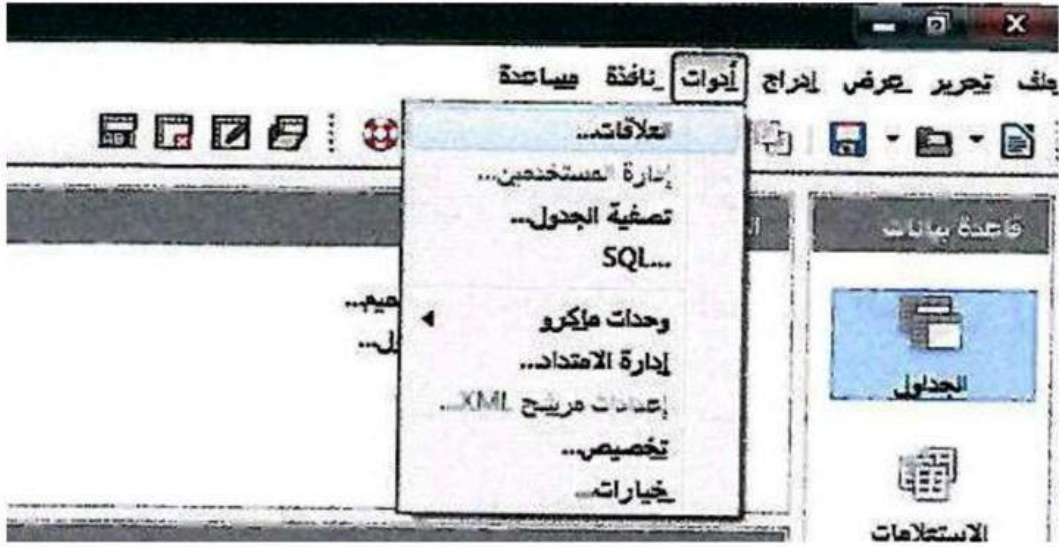 ملف تحرير عرض إدراج أدوات نافذة مساعدة
العلاقات...
إدارة المستخدمين...
تصفية الجدول...
SQL...
وحدات ماكرو
إدارة الامتداد...
إعدادات مرشح XML...
تخصيص...
خيارات...
قاعدة بيانات
الجداول
الاستعلامات